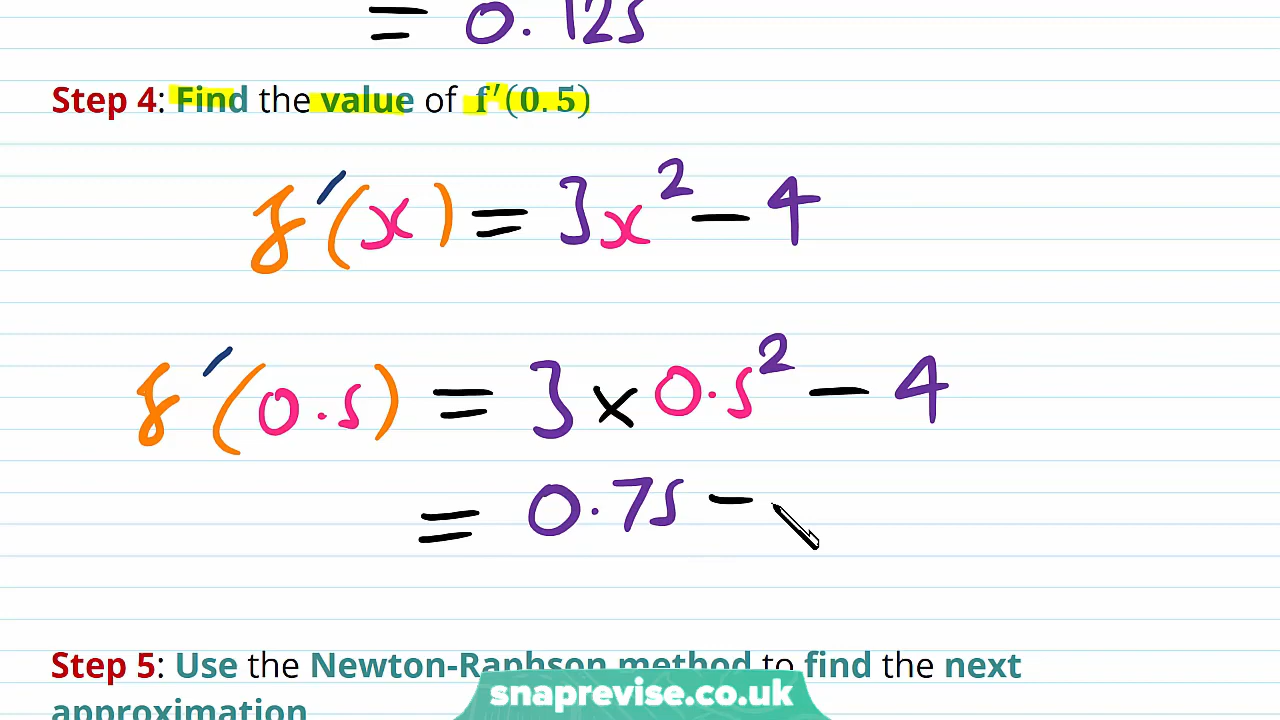 = 0.125
Step 4: Find the value of f′(0.5)
f′(x) = 3x² − 4
f′(0.5) = 3 × 0.5² − 4
= 0.75 −
Step 5: Use the Newton-Raphson method to find the next
approximation
snaprevise.co.uk